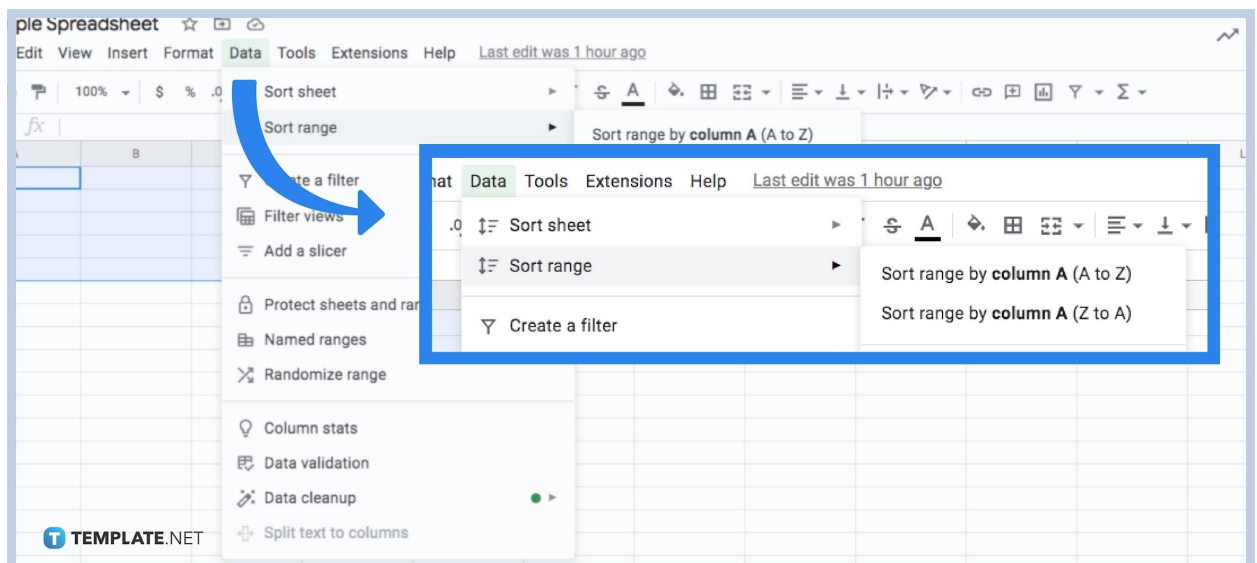 ple Spreadsheet
Edit View Insert Format Data Tools Extensions Help Last edit was 1 hour ago
100% $ % .0
Sort sheet
fx
Sort range
Sort range by column A (A to Z)
B
Create a filter
Filter views
Add a slicer
Protect sheets and ran
Named ranges
Randomize range
Column stats
Data validation
Data cleanup
Split text to columns
nat Data Tools Extensions Help Last edit was 1 hour ago
.0 Sort sheet
A
Sort range
Sort range by column A (A to Z)
Sort range by column A (Z to A)
Create a filter
T TEMPLATE.NET